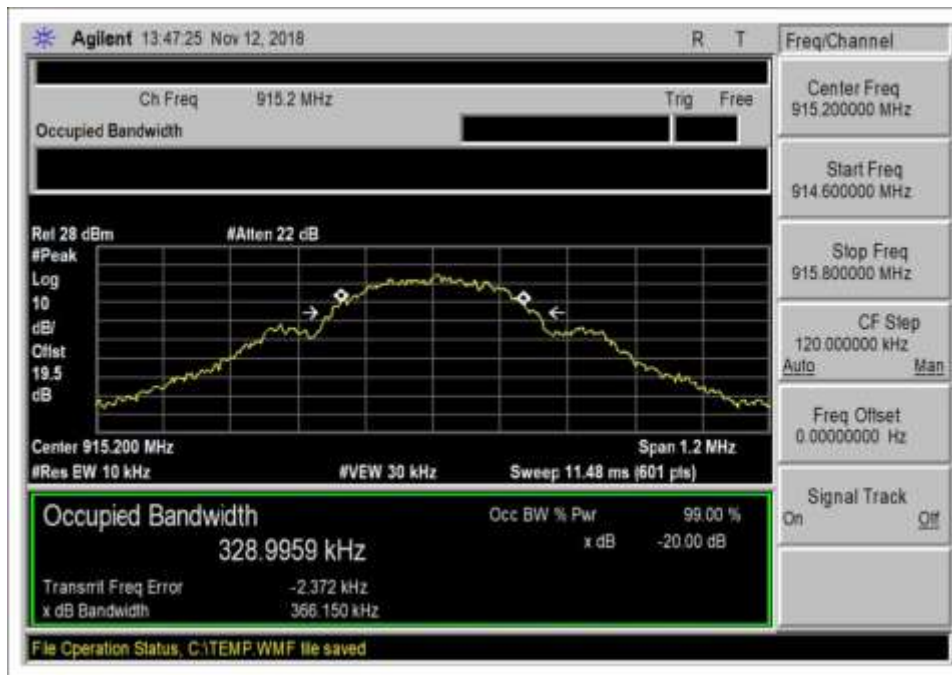 Agilent 13:47:25 Nov 12, 2018 R T Freq/Channel
Ch Freq 915.2 MHz Trig Free
Occupied Bandwidth
Center Freq
915.200000 MHz
Start Freq
914.600000 MHz
Stop Freq
915.800000 MHz
CF Step
120.000000 kHz
Auto Man
Freq Offset
0.00000000 Hz
Signal Track
On Off
Ref 28 dBm #Atten 22 dB
#Peak
Log
10
dB/
Offst
19.5
dB
Center 915.200 MHz Span 1.2 MHz
#Res BW 10 kHz #VBW 30 kHz Sweep 11.48 ms (601 pts)
Occupied Bandwidth Occ BW % Pwr 99.00 %
328.9959 kHz x dB -20.00 dB
Transmit Freq Error -2.372 kHz
x dB Bandwidth 366.150 kHz
File Operation Status, C:\TEMP.WMF file saved